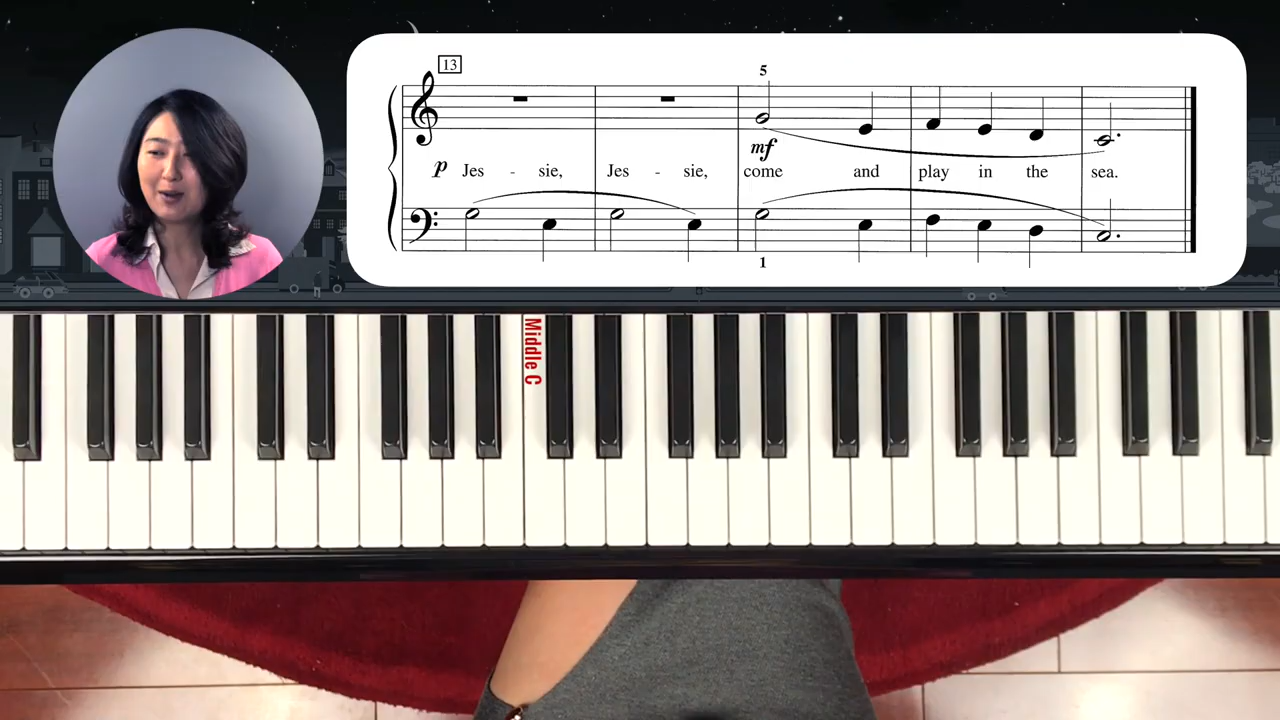 13
5
mf
p Jes - sie, Jes - sie, come and play in the sea.
1
Middle C